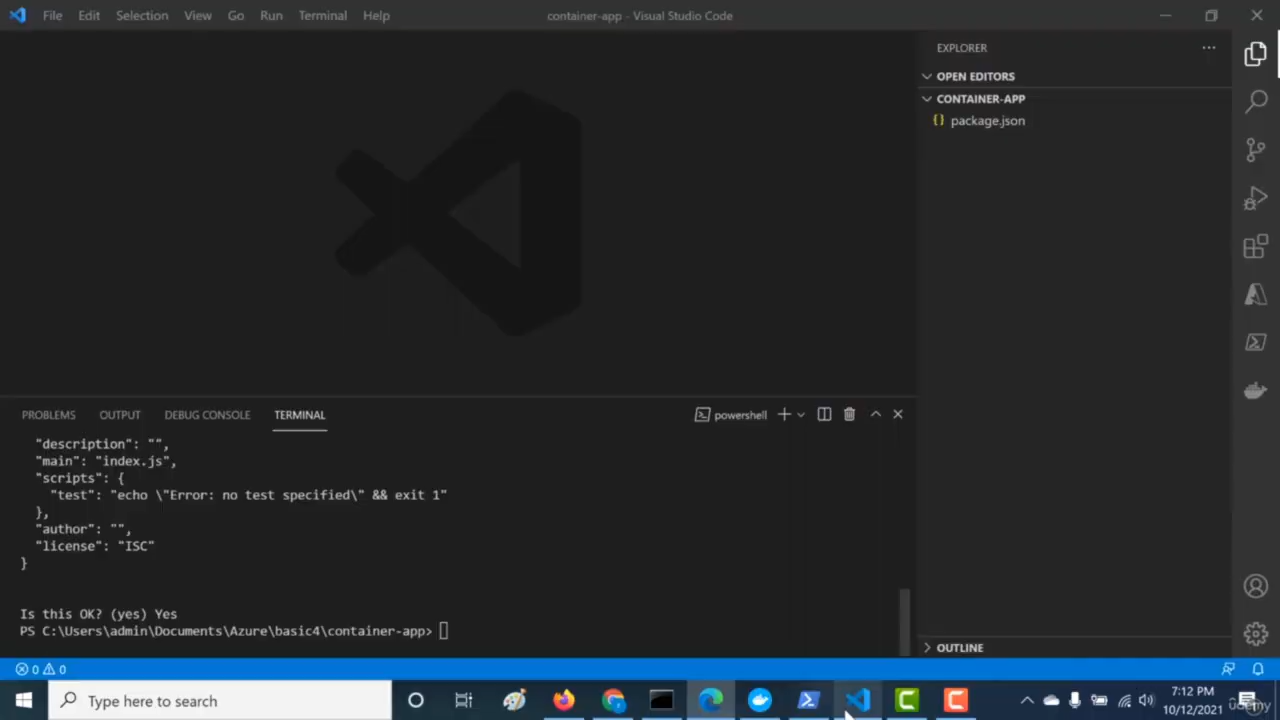 File Edit Selection View Go Run Terminal Help
container-app - Visual Studio Code
EXPLORER
OPEN EDITORS
CONTAINER-APP
{} package.json
PROBLEMS OUTPUT DEBUG CONSOLE TERMINAL
powershell
"description": "",
"main": "index.js",
"scripts": {
"test": "echo \"Error: no test specified\" && exit 1"
},
"author": "",
"license": "ISC"
}
Is this OK? (yes) Yes
PS C:\Users\admin\Documents\Azure\basic4\container-app>
OUTLINE
0 0
Type here to search
7:12 PM
10/12/2021
udemy